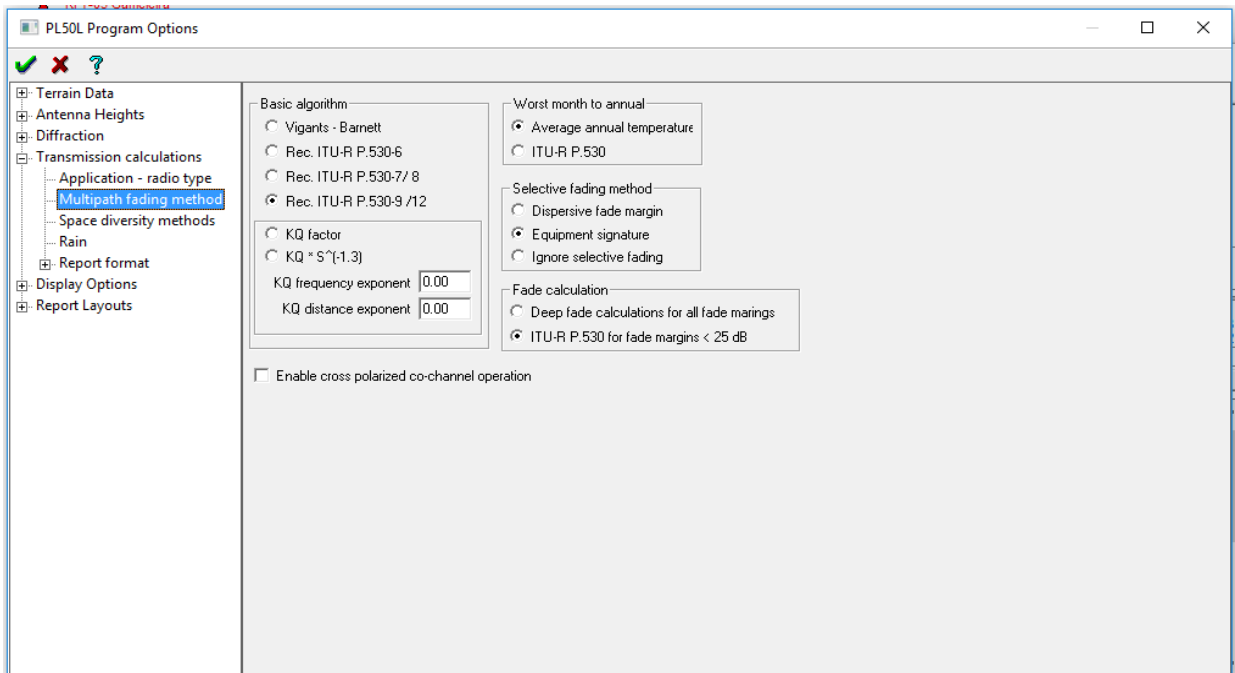 PL50L Program Options
Terrain Data
Antenna Heights
Diffraction
Transmission calculations
Application - radio type
Multipath fading method
Space diversity methods
Rain
Report format
Display Options
Report Layouts
Basic algorithm
Vigants - Barnett
Rec. ITU-R P.530-6
Rec. ITU-R P.530-7/ 8
Rec. ITU-R P.530-9 /12
KQ factor
KQ * S^(-1.3)
KQ frequency exponent 0.00
KQ distance exponent 0.00
Worst month to annual
Average annual temperature
ITU-R P.530
Selective fading method
Dispersive fade margin
Equipment signature
Ignore selective fading
Fade calculation
Deep fade calculations for all fade marings
ITU-R P.530 for fade margins < 25 dB
Enable cross polarized co-channel operation